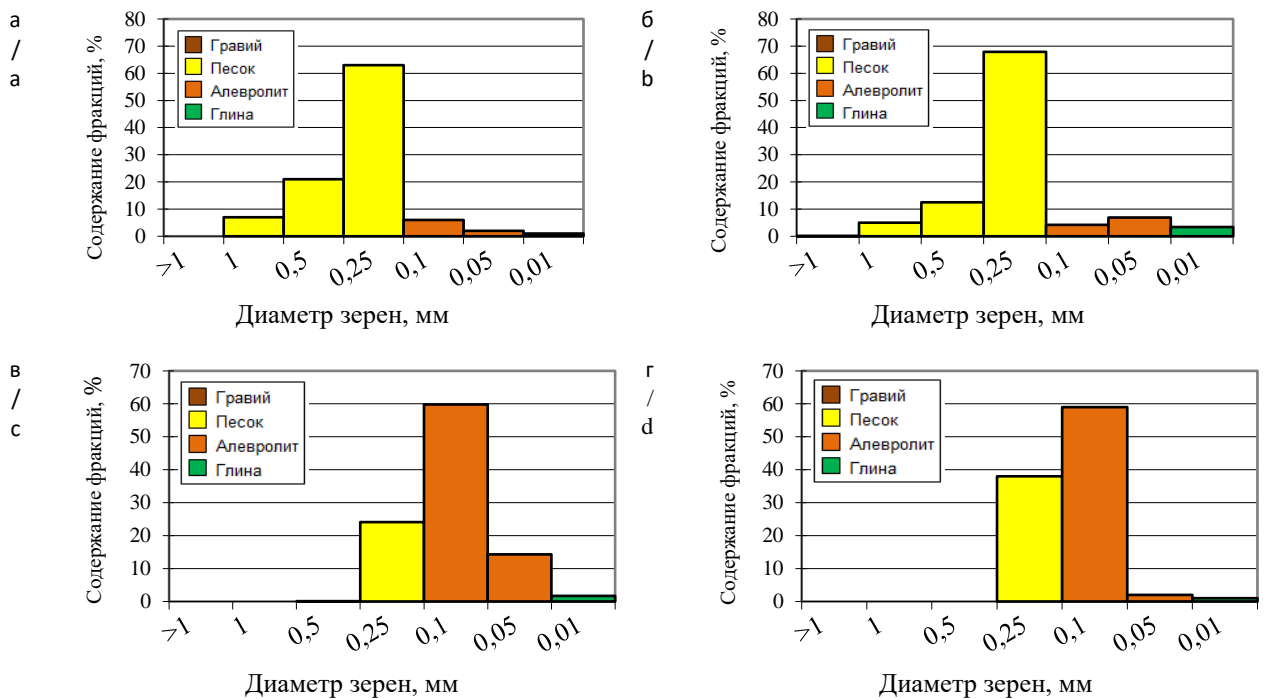 а
/
a
Содержание фракций, %
80
70
60
50
40
30
20
10
0
Гравий
Песок
Алевролит
Глина
>1
1
0,5
0,25
0,1
0,05
0,01
Диаметр зерен, мм
б
/
b
Содержание фракций, %
80
70
60
50
40
30
20
10
0
Гравий
Песок
Алевролит
Глина
>1
1
0,5
0,25
0,1
0,05
0,01
Диаметр зерен, мм
в
/
c
Содержание фракций, %
70
60
50
40
30
20
10
0
Гравий
Песок
Алевролит
Глина
>1
1
0,5
0,25
0,1
0,05
0,01
Диаметр зерен, мм
г
/
d
Содержание фракций, %
70
60
50
40
30
20
10
0
Гравий
Песок
Алевролит
Глина
>1
1
0,5
0,25
0,1
0,05
0,01
Диаметр зерен, мм